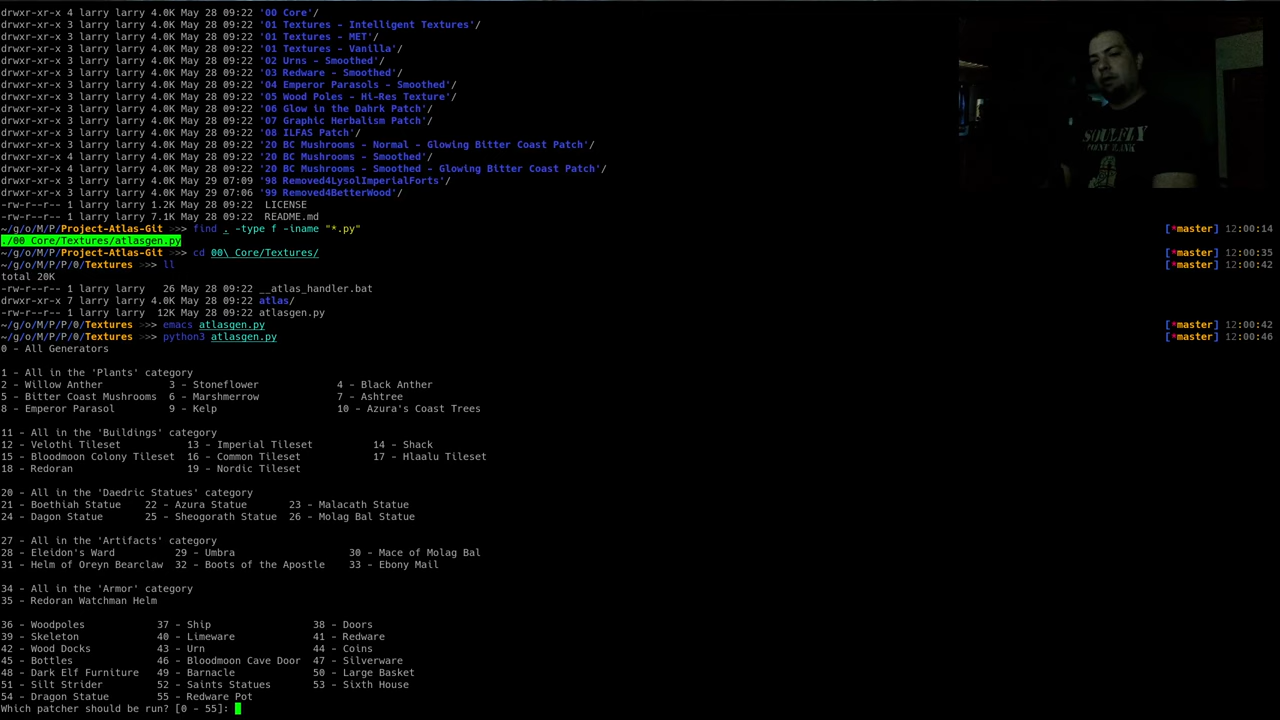 drwxr-xr-x 4 larry larry 4.0K May 28 09:22 '00 Core'/
drwxr-xr-x 3 larry larry 4.0K May 28 09:22 '01 Textures - Intelligent Textures'/
drwxr-xr-x 3 larry larry 4.0K May 28 09:22 '01 Textures - MET'/
drwxr-xr-x 3 larry larry 4.0K May 28 09:22 '01 Textures - Vanilla'/
drwxr-xr-x 3 larry larry 4.0K May 28 09:22 '02 Urns - Smoothed'/
drwxr-xr-x 3 larry larry 4.0K May 28 09:22 '03 Redware - Smoothed'/
drwxr-xr-x 3 larry larry 4.0K May 28 09:22 '04 Emperor Parasols - Smoothed'/
drwxr-xr-x 3 larry larry 4.0K May 28 09:22 '05 Wood Poles - Hi-Res Texture'/
drwxr-xr-x 3 larry larry 4.0K May 28 09:22 '06 Glow in the Dahrk Patch'/
drwxr-xr-x 3 larry larry 4.0K May 28 09:22 '07 Graphic Herbalism Patch'/
drwxr-xr-x 3 larry larry 4.0K May 28 09:22 '08 ILFAS Patch'/
drwxr-xr-x 3 larry larry 4.0K May 28 09:22 '20 BC Mushrooms - Normal - Glowing Bitter Coast Patch'/
drwxr-xr-x 4 larry larry 4.0K May 28 09:22 '20 BC Mushrooms - Smoothed'/
drwxr-xr-x 4 larry larry 4.0K May 28 09:22 '20 BC Mushrooms - Smoothed - Glowing Bitter Coast Patch'/
drwxr-xr-x 3 larry larry 4.0K May 29 07:09 '98 Removed4LysolImperialForts'/
drwxr-xr-x 3 larry larry 4.0K May 29 07:06 '99 Removed4BetterWood'/
-rw-r--r-- 1 larry larry 1.2K May 28 09:22 LICENSE
-rw-r--r-- 1 larry larry 7.1K May 28 09:22 README.md
~/g/o/M/P/Project-Atlas-Git >>> find . -type f -iname "*.py" [*master] 12:00:14
./00 Core/Textures/atlasgen.py
~/g/o/M/P/Project-Atlas-Git >>> cd 00\ Core/Textures/ [*master] 12:00:35
~/g/o/M/P/P/0/Textures >>> ll [*master] 12:00:42
total 20K
-rw-r--r-- 1 larry larry 26 May 28 09:22 __atlas_handler.bat
drwxr-xr-x 7 larry larry 4.0K May 28 09:22 atlas/
-rw-r--r-- 1 larry larry 12K May 28 09:22 atlasgen.py
~/g/o/M/P/P/0/Textures >>> emacs atlasgen.py [*master] 12:00:42
~/g/o/M/P/P/0/Textures >>> python3 atlasgen.py [*master] 12:00:46
0 - All Generators
1 - All in the 'Plants' category
2 - Willow Anther 3 - Stoneflower 4 - Black Anther
5 - Bitter Coast Mushrooms 6 - Marshmerrow 7 - Ashtree
8 - Emperor Parasol 9 - Kelp 10 - Azura's Coast Trees
11 - All in the 'Buildings' category
12 - Velothi Tileset 13 - Imperial Tileset 14 - Shack
15 - Bloodmoon Colony Tileset 16 - Common Tileset 17 - Hlaalu Tileset
18 - Redoran 19 - Nordic Tileset
20 - All in the 'Daedric Statues' category
21 - Boethiah Statue 22 - Azura Statue 23 - Malacath Statue
24 - Dagon Statue 25 - Sheogorath Statue 26 - Molag Bal Statue
27 - All in the 'Artifacts' category
28 - Eleidon's Ward 29 - Umbra 30 - Mace of Molag Bal
31 - Helm of Oreyn Bearclaw 32 - Boots of the Apostle 33 - Ebony Mail
34 - All in the 'Armor' category
35 - Redoran Watchman Helm
36 - Woodpoles 37 - Ship 38 - Doors
39 - Skeleton 40 - Limeware 41 - Redware
42 - Wood Docks 43 - Urn 44 - Coins
45 - Bottles 46 - Bloodmoon Cave Door 47 - Silverware
48 - Dark Elf Furniture 49 - Barnacle 50 - Large Basket
51 - Silt Strider 52 - Saints Statues 53 - Sixth House
54 - Dragon Statue 55 - Redware Pot
Which patcher should be run? [0 - 55]:
SOULFLY
POINT BLANK